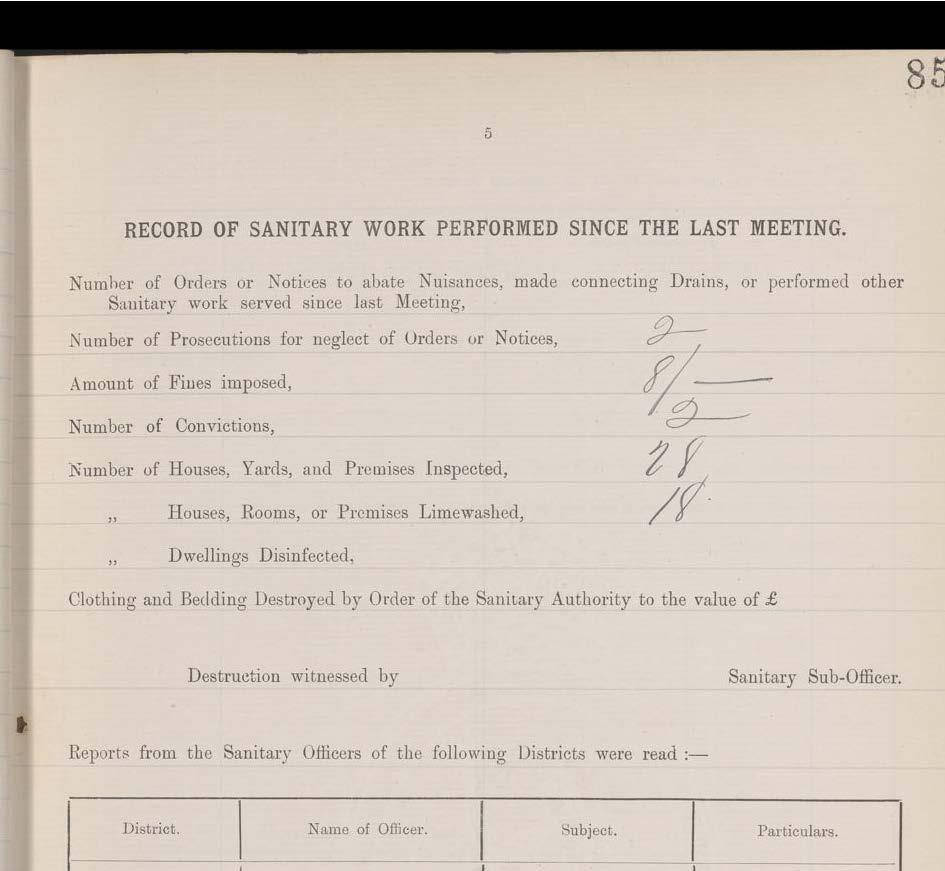 85
5
RECORD OF SANITARY WORK PERFORMED SINCE THE LAST MEETING.
Number of Orders or Notices to abate Nuisances, made connecting Drains, or performed other
Sanitary work served since last Meeting,
Number of Prosecutions for neglect of Orders or Notices, 2
Amount of Fines imposed, 8/—
Number of Convictions, 2
Number of Houses, Yards, and Premises Inspected, 28
„ Houses, Rooms, or Premises Limewashed, 18
„ Dwellings Disinfected,
Clothing and Bedding Destroyed by Order of the Sanitary Authority to the value of £
Destruction witnessed by Sanitary Sub-Officer.
Reports from the Sanitary Officers of the following Districts were read :—
District. Name of Officer. Subject. Particulars.